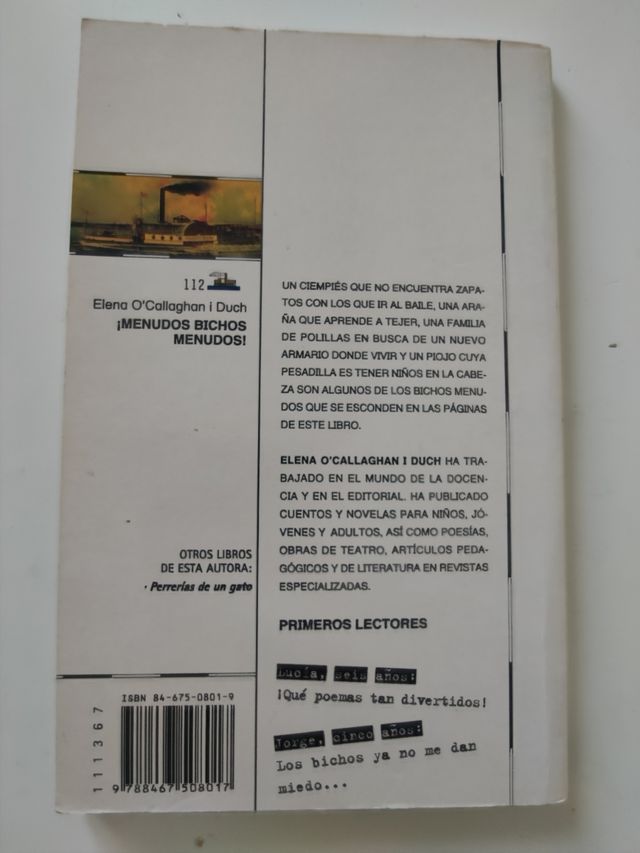 112
Elena O'Callaghan i Duch
¡MENUDOS BICHOS
MENUDOS!
OTROS LIBROS
DE ESTA AUTORA:
· Perrerías de un gato
ISBN 84-675-0801-9
111367
9 788467 508017
UN CIEMPIÉS QUE NO ENCUENTRA ZAPA-
TOS CON LOS QUE IR AL BAILE, UNA ARA-
ÑA QUE APRENDE A TEJER, UNA FAMILIA
DE POLILLAS EN BUSCA DE UN NUEVO
ARMARIO DONDE VIVIR Y UN PIOJO CUYA
PESADILLA ES TENER NIÑOS EN LA CABE-
ZA SON ALGUNOS DE LOS BICHOS MENU-
DOS QUE SE ESCONDEN EN LAS PÁGINAS
DE ESTE LIBRO.
ELENA O'CALLAGHAN I DUCH HA TRA-
BAJADO EN EL MUNDO DE LA DOCEN-
CIA Y EN EL EDITORIAL. HA PUBLICADO
CUENTOS Y NOVELAS PARA NIÑOS, JÓ-
VENES Y ADULTOS, ASÍ COMO POESÍAS,
OBRAS DE TEATRO, ARTÍCULOS PEDA-
GÓGICOS Y DE LITERATURA EN REVISTAS
ESPECIALIZADAS.
PRIMEROS LECTORES
Lucía, seis años:
¡Qué poemas tan divertidos!
Jorge, cinco años:
Los bichos ya no me dan
miedo...